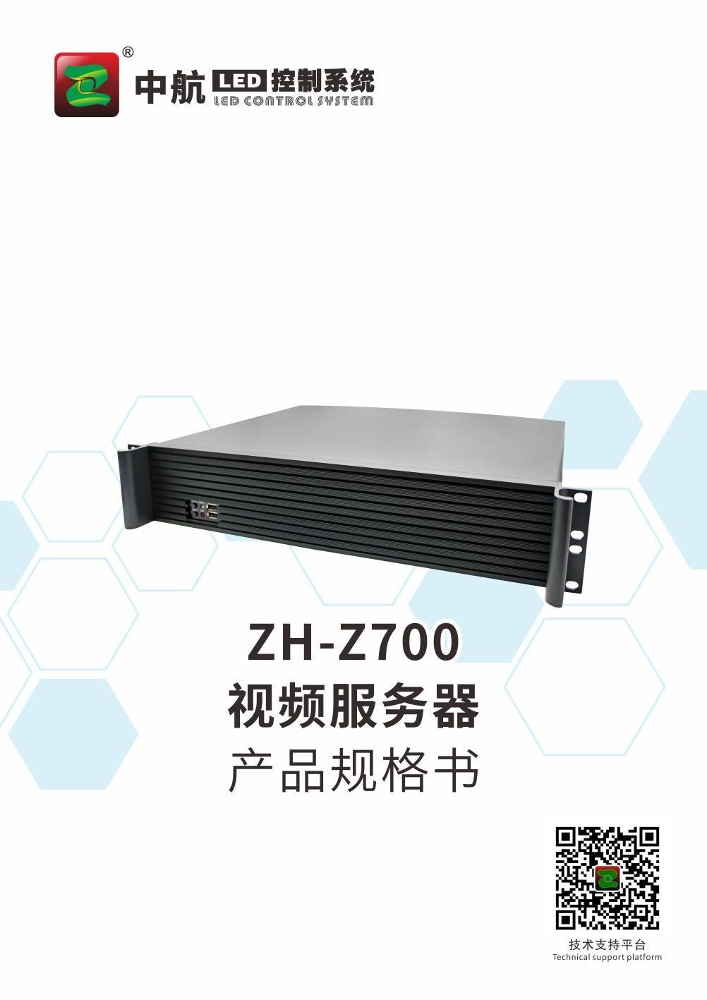 ®
中航 LED 控制系统
LED CONTROL SYSTEM
ZH-Z700
视频服务器
产品规格书
技术支持平台
Technical support platform